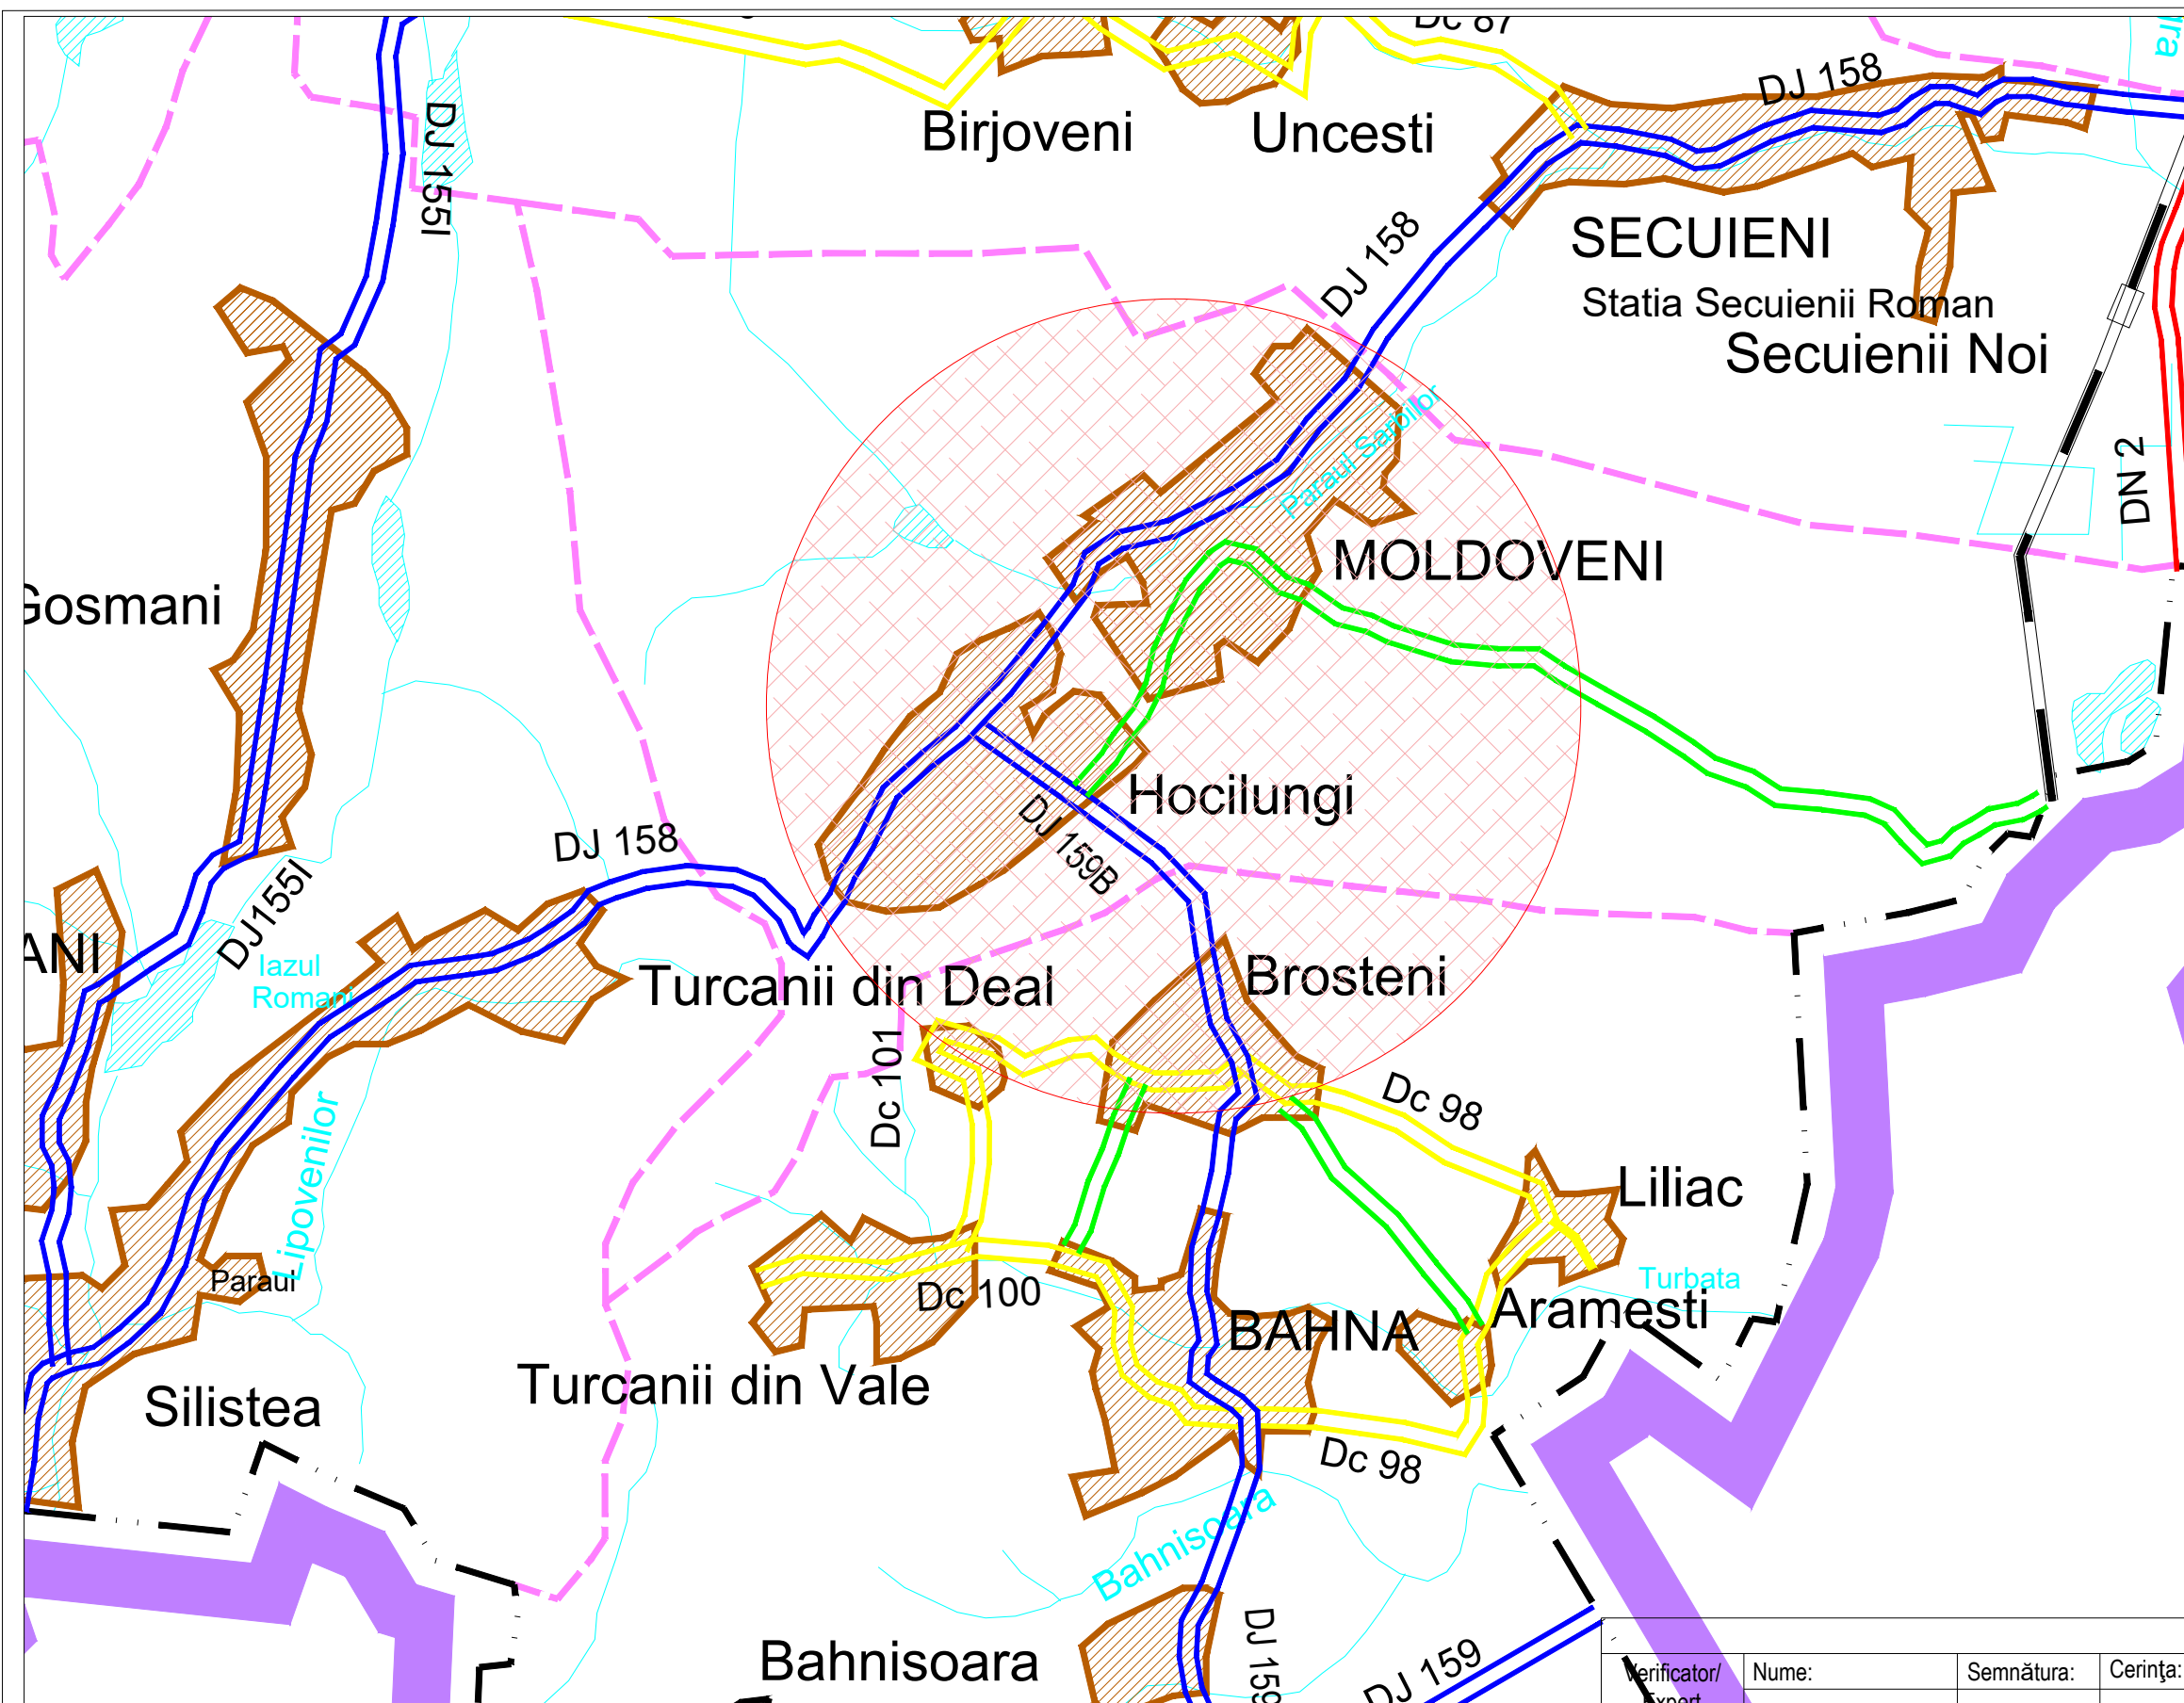 Dc 87
DJ 158
DJ 155I
Birjoveni
Uncesti
SECUIENI
DJ 158
Statia Secuienii Roman
Secuienii Noi
Paraul Sarbilor
DN 2
MOLDOVENI
Gosmani
Hocilungi
DJ 158
DJ 159B
DJ155I
ANI
Iazul
Romani
Turcanii din Deal
Brosteni
Dc 101
Dc 98
Lipovenilor
Liliac
Paraul
Turbata
Dc 100
BAHNA
Aramesti
Turcanii din Vale
Silistea
Dc 98
Bahnisoara
Bahnisoara
DJ 159
DJ 159
Verificator/
Expert
Nume:
Semnătura:
Cerinţa: